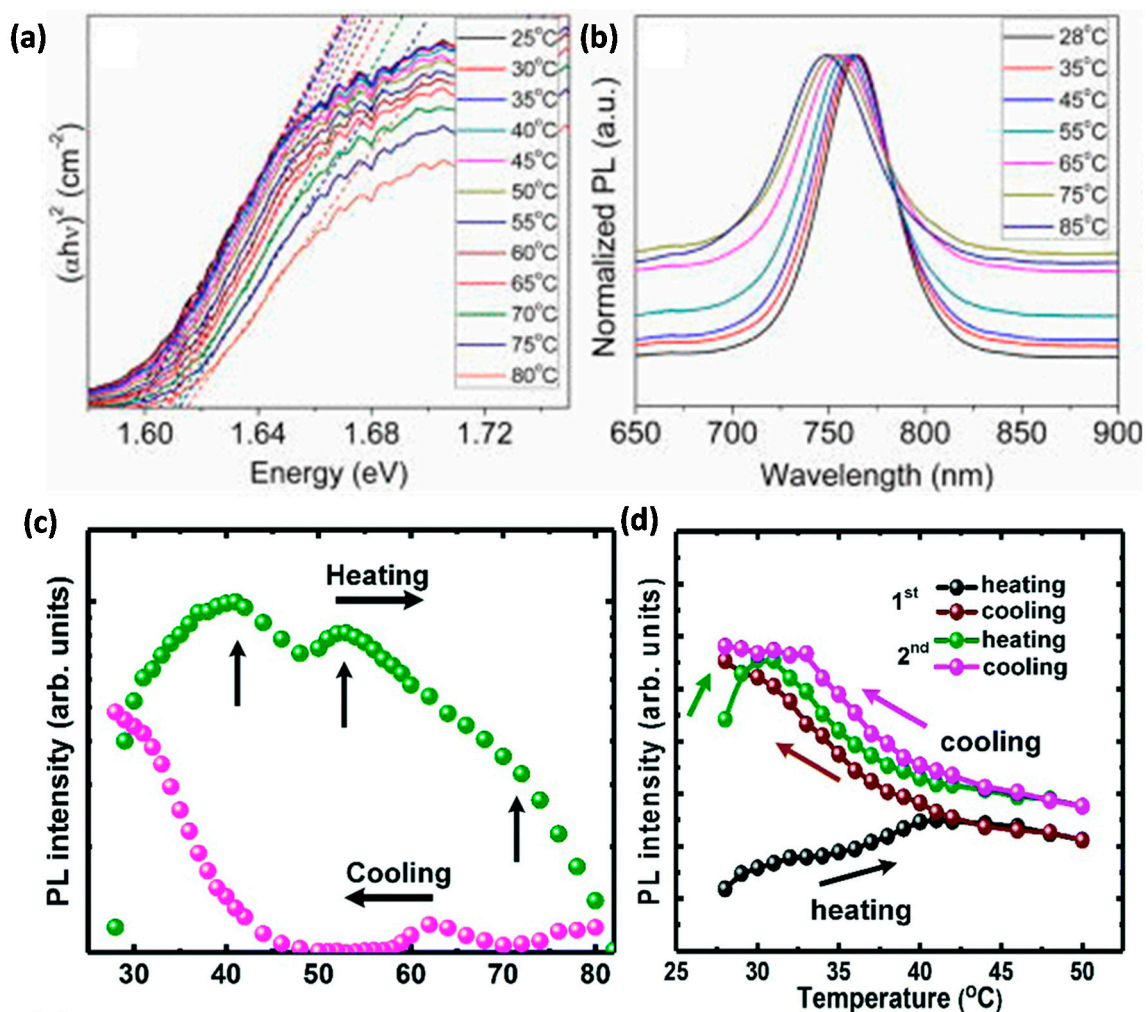 (a)
(αhν)² (cm⁻²)
25°C
30°C
35°C
40°C
45°C
50°C
55°C
60°C
65°C
70°C
75°C
80°C
1.60 1.64 1.68 1.72
Energy (eV)
(b)
Normalized PL (a.u.)
28°C
35°C
45°C
55°C
65°C
75°C
85°C
650 700 750 800 850 900
Wavelength (nm)
(c)
PL intensity (arb. units)
Heating
Cooling
30 40 50 60 70 80
(d)
PL intensity (arb. units)
1st
heating
cooling
2nd
heating
cooling
cooling
heating
25 30 35 40 45 50
Temperature (°C)